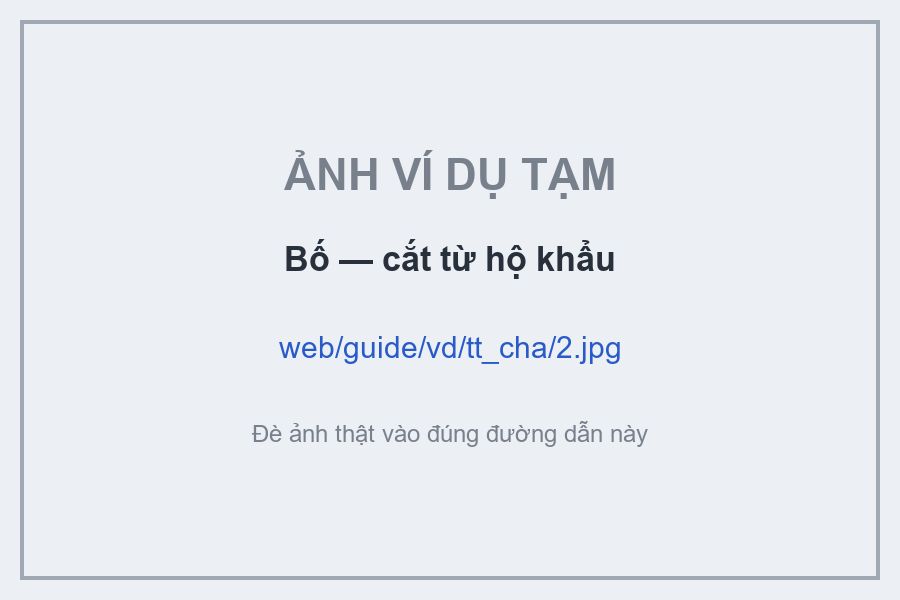 ẢNH VÍ DỤ TẠM
Bố — cắt từ hộ khẩu
web/guide/vd/tt_cha/2.jpg
Đè ảnh thật vào đúng đường dẫn này